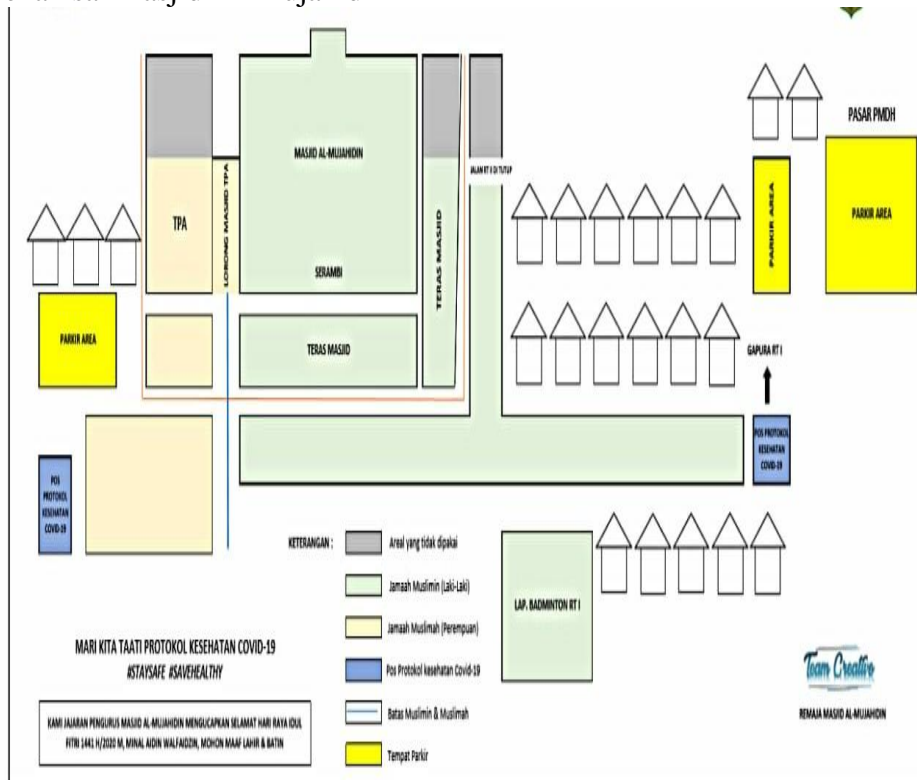 PASAR PMDH
MASJID AL-MUJAHIDIN
JALAN RT II DI TUTUP
TPA
LORONG MASJID TPA
TERAS MASJID
PARKIR AREA
PARKIR AREA
SERAMBI
PARKIR AREA
TERAS MASJID
GAPURA RT I
POS PROTOKOL
KESEHATAN
COVID-19
POS
PROTOKOL
KESEHATAN
COVID-19
KETERANGAN :
Areal yang tidak dipakai
Jamaah Muslimin (Laki-Laki)
Jamaah Muslimah (Perempuan)
Pos Protokol kesehatan Covid-19
Batas Muslimin & Muslimah
Tempat Parkir
LAP. BADMINTON RT I
MARI KITA TAATI PROTOKOL KESEHATAN COVID-19
#STAYSAFE #SAVEHEALTHY
KAMI JAJARAN PENGURUS MASJID AL-MUJAHIDIN MENGUCAPKAN SELAMAT HARI RAYA IDUL
FITRI 1441 H/2020 M, MINAL AIDIN WALFAIDZIN, MOHON MAAF LAHIR & BATIN
Team Creative
REMAJA MASJID AL-MUJAHIDIN